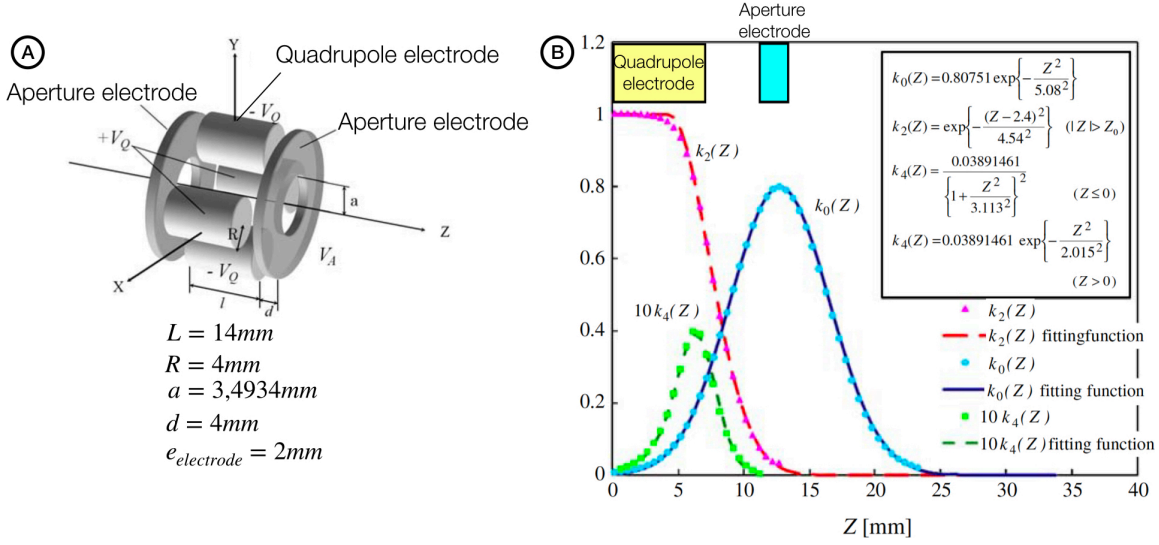 A
Y
Quadrupole electrode
Aperture electrode
- V_Q
Aperture electrode
+V_Q
a
Z
R
V_A
X
- V_Q
l
d
L = 14mm
R = 4mm
a = 3,4934mm
d = 4mm
e_electrode = 2mm
B
Aperture
electrode
Quadrupole
electrode
1.2
1
0.8
0.6
0.4
0.2
0
k_0(Z) = 0.80751 exp{-Z^2/5.08^2}
k_2(Z) = exp{-(Z-2.4)^2/4.54^2} (|Z|>Z_0)
k_4(Z) = 0.03891461/{1+Z^2/3.113^2}^2 (Z≤0)
k_4(Z) = 0.03891461 exp{-Z^2/2.015^2}
(Z>0)
k_2(Z)
k_0(Z)
10 k_4(Z)
k_2(Z)
k_2(Z) fittingfunction
k_0(Z)
k_0(Z) fitting function
10 k_4(Z)
10 k_4(Z) fitting function
0 5 10 15 20 25 30 35 40
Z [mm]